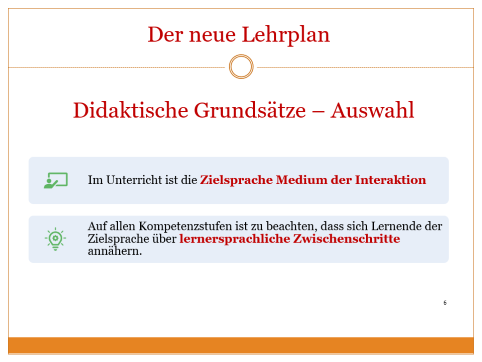 Der neue Lehrplan
Didaktische Grundsätze – Auswahl
Im Unterricht ist die Zielsprache Medium der Interaktion
Auf allen Kompetenzstufen ist zu beachten, dass sich Lernende der
Zielsprache über lernersprachliche Zwischenschritte
annähern.
6